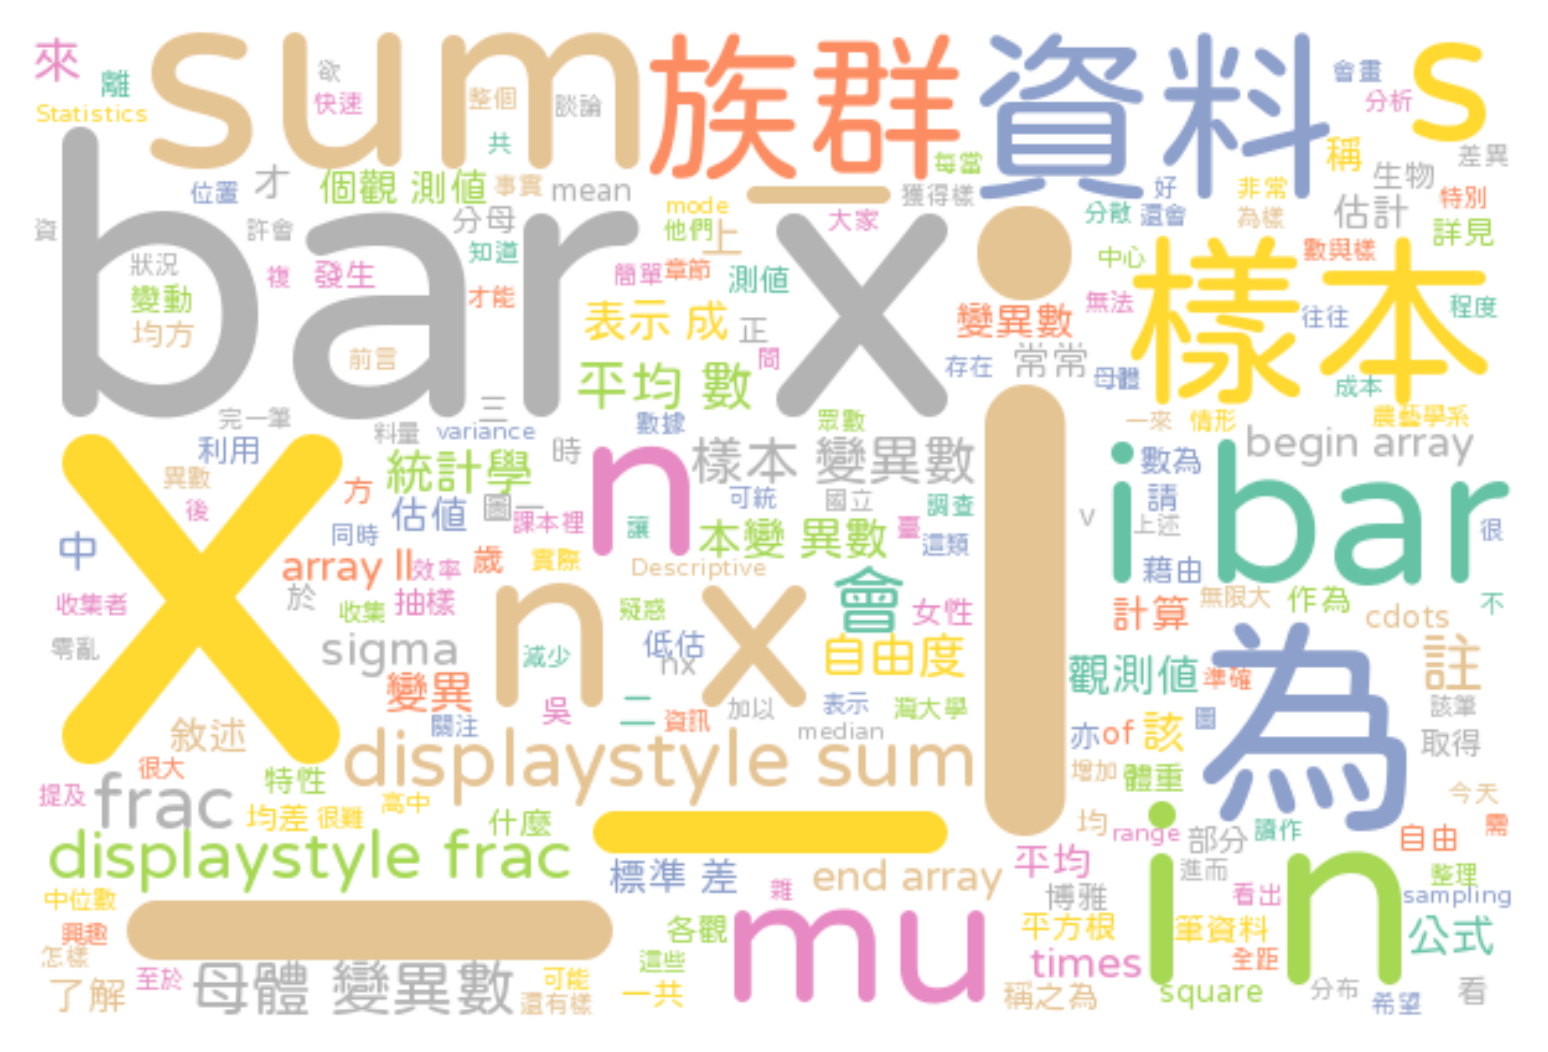 來 離 sum 欲 快速 整個 談論 共 族群 資料 會畫 分析 s
Statistics
bar x 位置 才 個觀 測值 事實 mean 每當 獲得樣 好 非常 稱 生物 差異
資 許會 分母 mode 他們 上 大家 分散 還會 為樣 估計 特別 詳見
狀況 複 發生 知道 簡單 章節 測值 中心 數與樣 樣本
變動 才能 表示 成 正 變異數 無法 往往 程度
均方 前言 平均 數 間 存在 常常 母體 成本
完一筆 三 料量 variance 數據 眾數 一來 情形 農藝學系
X 利用 統計學 時 n 樣本 變異數 i bar 數為 begin array
異數 方 估值 圖一 可統 國立 調查 請
後 同時 課本裡 讓 本變 異數 臺 這類 v 上述 很
中 array ll 效率 歲 實際 Descriptive 藉由
收集者 於 收集 抽樣 n x 疑惑 會 女性 計算 無限大 作為 cdots 不
零亂 sigma 減少 低估 nx 自由度 觀測值 準確 為 註
敘述 變異 關注 吳 二 資訊 加以 表示 灣大學 亦 of 該 圖 該筆
很大 displaystyle sum median 取得
提及 frac 特性 增加 體重 今天
均差 很難 高中 什麼 均 range 部分 讀作 自由 需
displaystyle frac 標準 差 end array 平均 進而 in 整理
中位數 雜 博雅 看出 sampling
興趣 各觀 mu 平方根 筆資料 公式
怎樣 這些 times 全距
了解 至於 母體 變異數 可能 一共 稱之為 square 分布 看
還有樣 希望